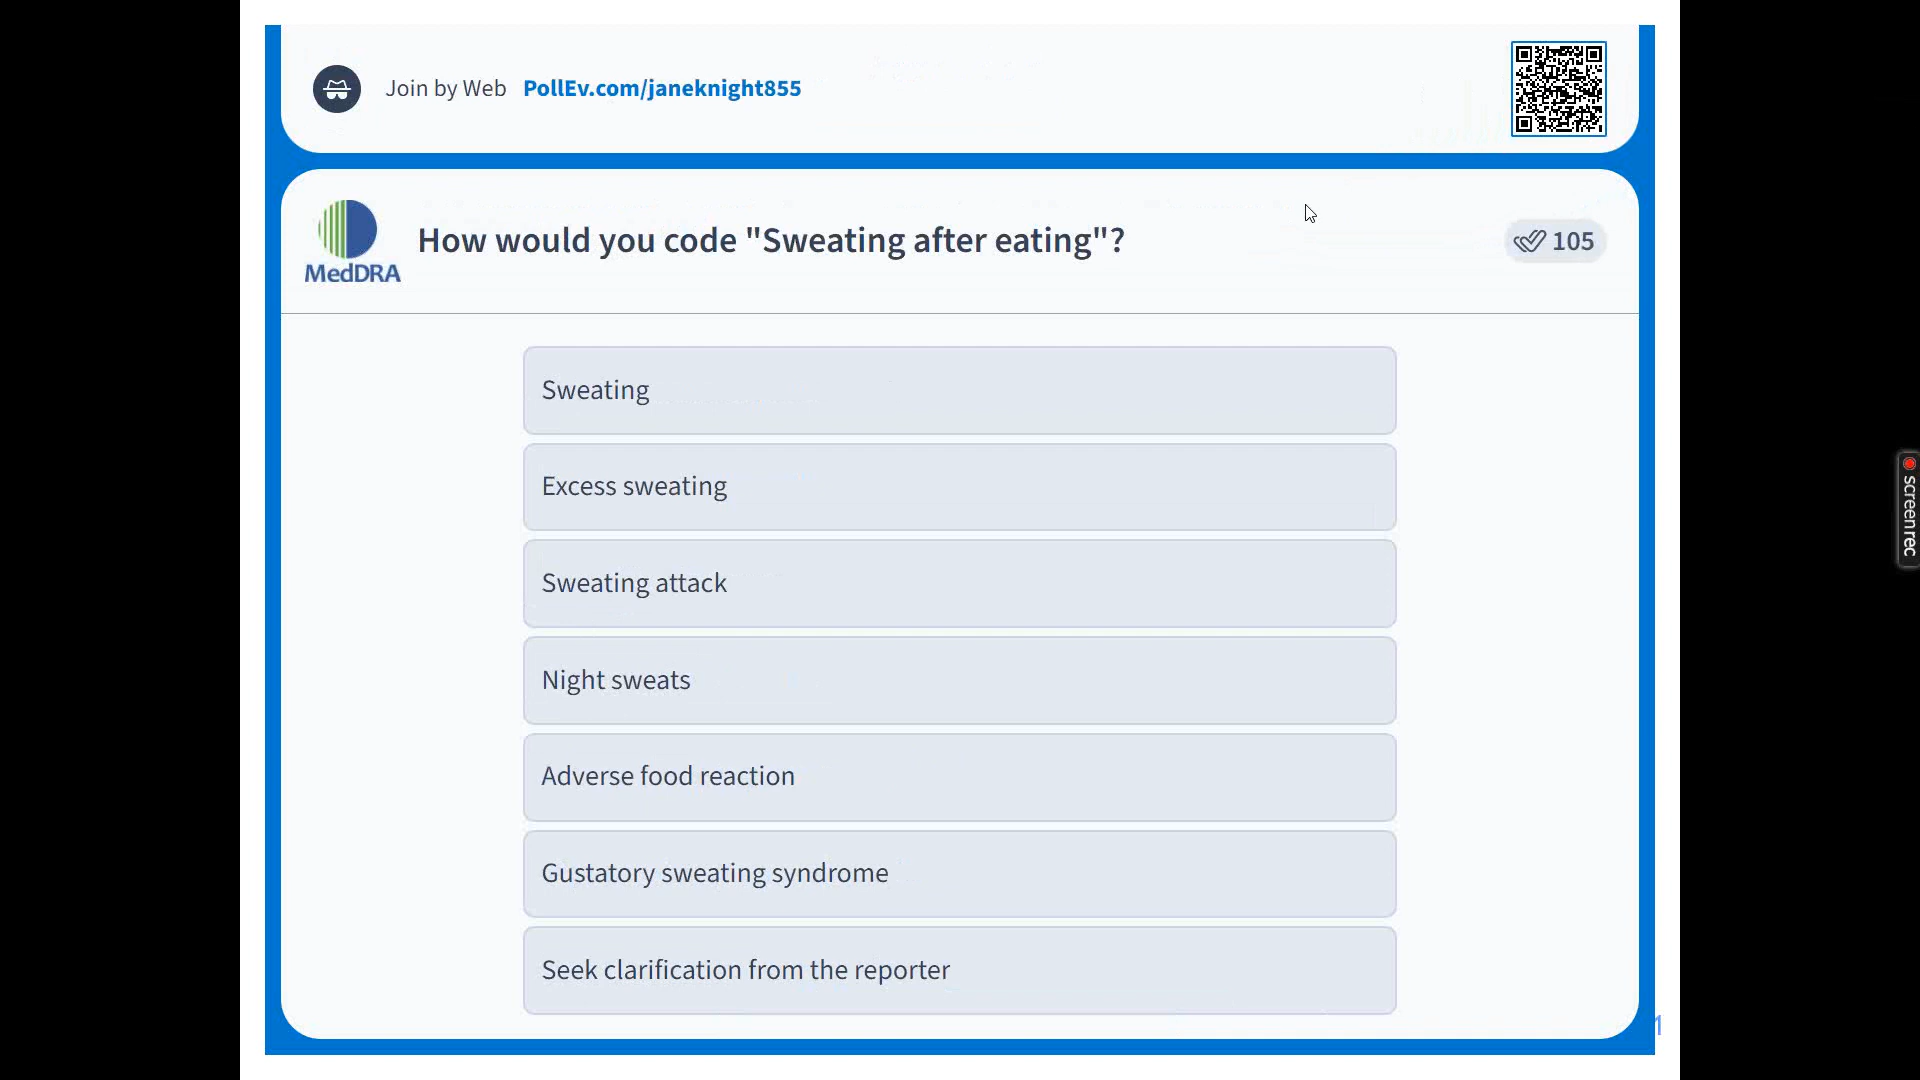 Join by Web PollEv.com/janeknight855
MedDRA
How would you code "Sweating after eating"?
105
Sweating
Excess sweating
Sweating attack
Night sweats
Adverse food reaction
Gustatory sweating syndrome
Seek clarification from the reporter
screenrec